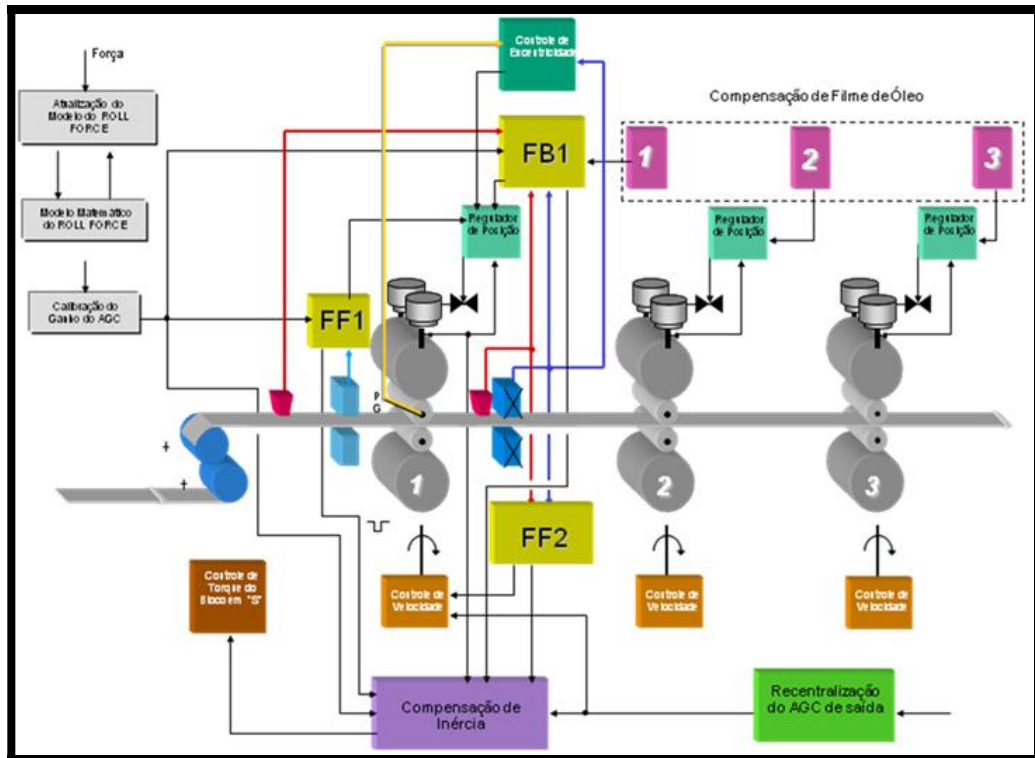 Força
Atualização do
Modelo do ROLL
FORCE
Modelo Matemático
do ROLL FORCE
Calibração do
Ganho do AGC
Controle de
Excentricidade
Compensação de Filme de Óleo
FB1
1
2
3
Regulador
de Posição
Regulador
de Posição
Regulador
de Posição
FF1
P
G
1
2
3
FF2
Controle de
Torque do
Bloco em "S"
Controle de
Velocidade
Controle de
Velocidade
Controle de
Velocidade
Compensação de
Inércia
Recentralização
do AGC de saída